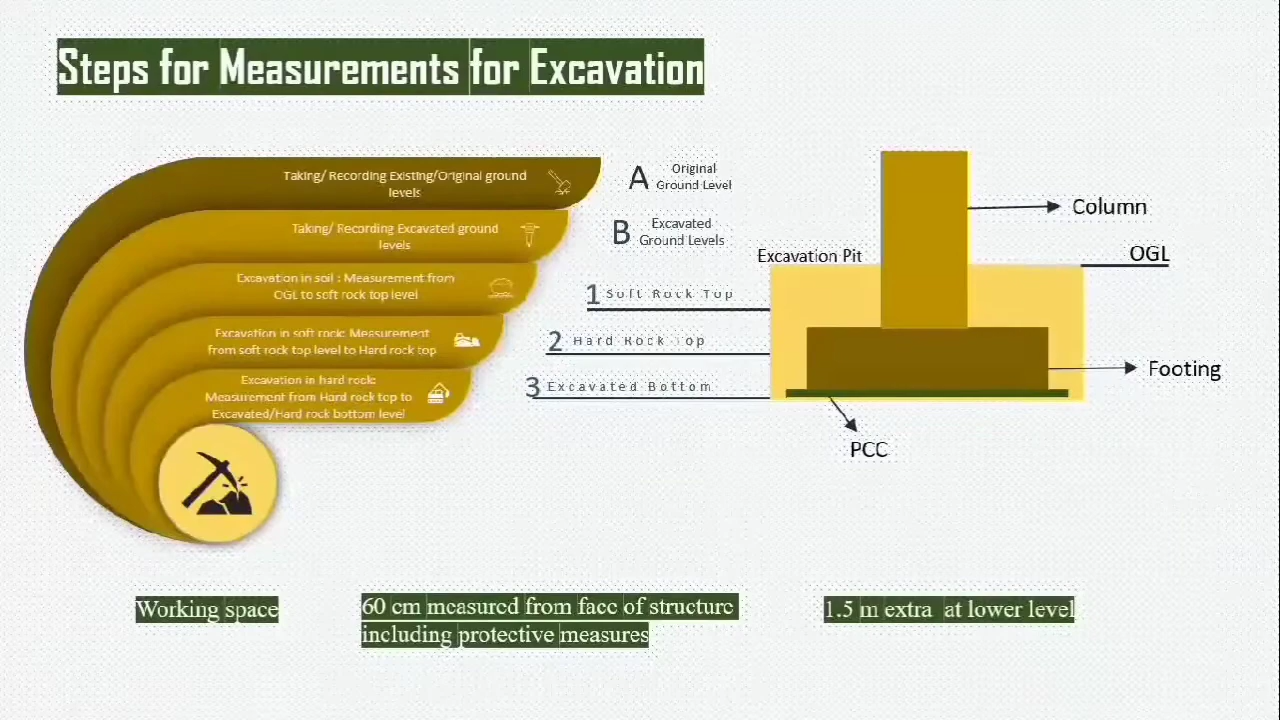 Steps for Measurements for Excavation
Taking/ Recording Existing/Original ground
levels
Taking/ Recording Excavated ground
levels
Excavation in soil : Measurement from
OGL to soft rock top level
Excavation in soft rock: Measurement
from soft rock top level to Hard rock top
Excavation in hard rock:
Measurement from Hard rock top to
Excavated/Hard rock bottom level
A Original
Ground Level
B Excavated
Ground Levels
1 Soft Rock Top
2 Hard Rock Top
3 Excavated Bottom
Excavation Pit
Column
OGL
Footing
PCC
Working space
60 cm measured from face of structure
including protective measures
1.5 m extra at lower level